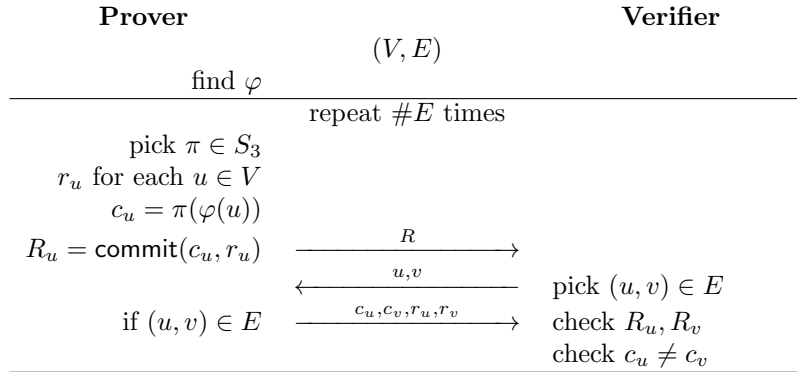 Prover Verifier
(V, E)
find φ
repeat #E times
pick π ∈ S₃
r_u for each u ∈ V
c_u = π(φ(u))
R_u = commit(c_u, r_u) R
u,v pick (u, v) ∈ E
if (u, v) ∈ E c_u,c_v,r_u,r_v check R_u, R_v
check c_u ≠ c_v